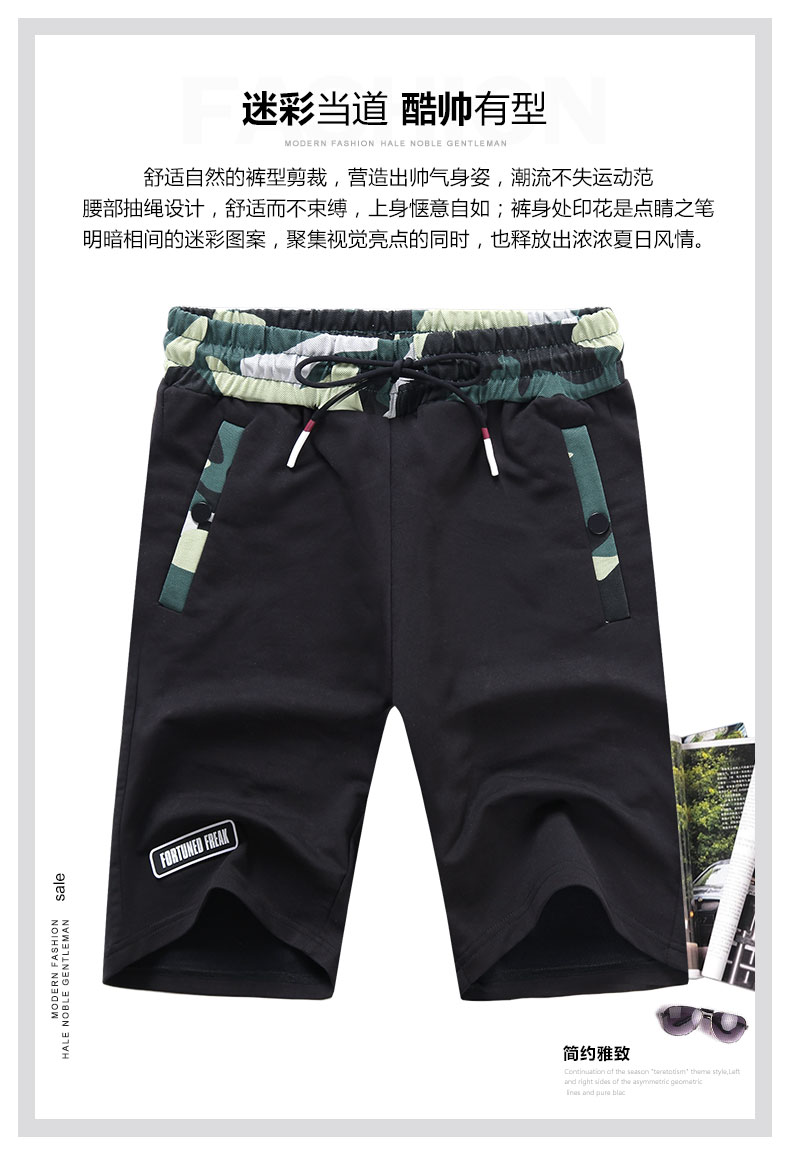 FASHION
迷彩当道 酷帅有型
MODERN FASHION HALE NOBLE GENTLEMAN
舒适自然的裤型剪裁，营造出帅气身姿，潮流不失运动范
腰部抽绳设计，舒适而不束缚，上身惬意自如；裤身处印花是点睛之笔
明暗相间的迷彩图案，聚集视觉亮点的同时，也释放出浓浓夏日风情。
FORTUNED FREAK
sale
MODERN FASHION
HALE NOBLE GENTLEMAN
简约雅致
Continuation of the season "teretotism" theme style,Left
and right sides of the asymmetric geometric
lines and pure blac